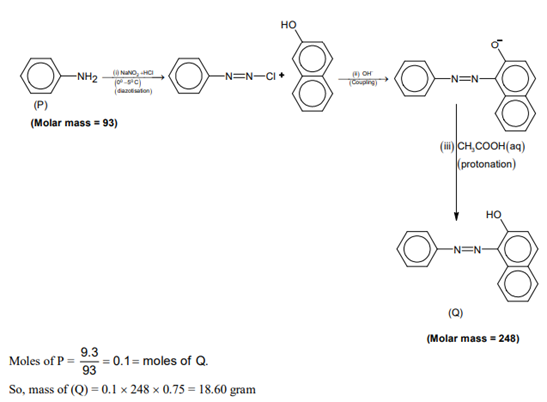 HO
O⁻
NH₂
(i) NaNO₂ +HCl
(0⁰ -5⁰C)
(diazotisation)
N=N—Cl +
(ii) OH⁻
(Coupling)
N=N
(P)
(Molar mass = 93)
(iii) CH₃COOH(aq)
(protonation)
HO
N=N
(Q)
(Molar mass = 248)
Moles of P = 9.3/93 = 0.1 = moles of Q.
So, mass of (Q) = 0.1 × 248 × 0.75 = 18.60 gram